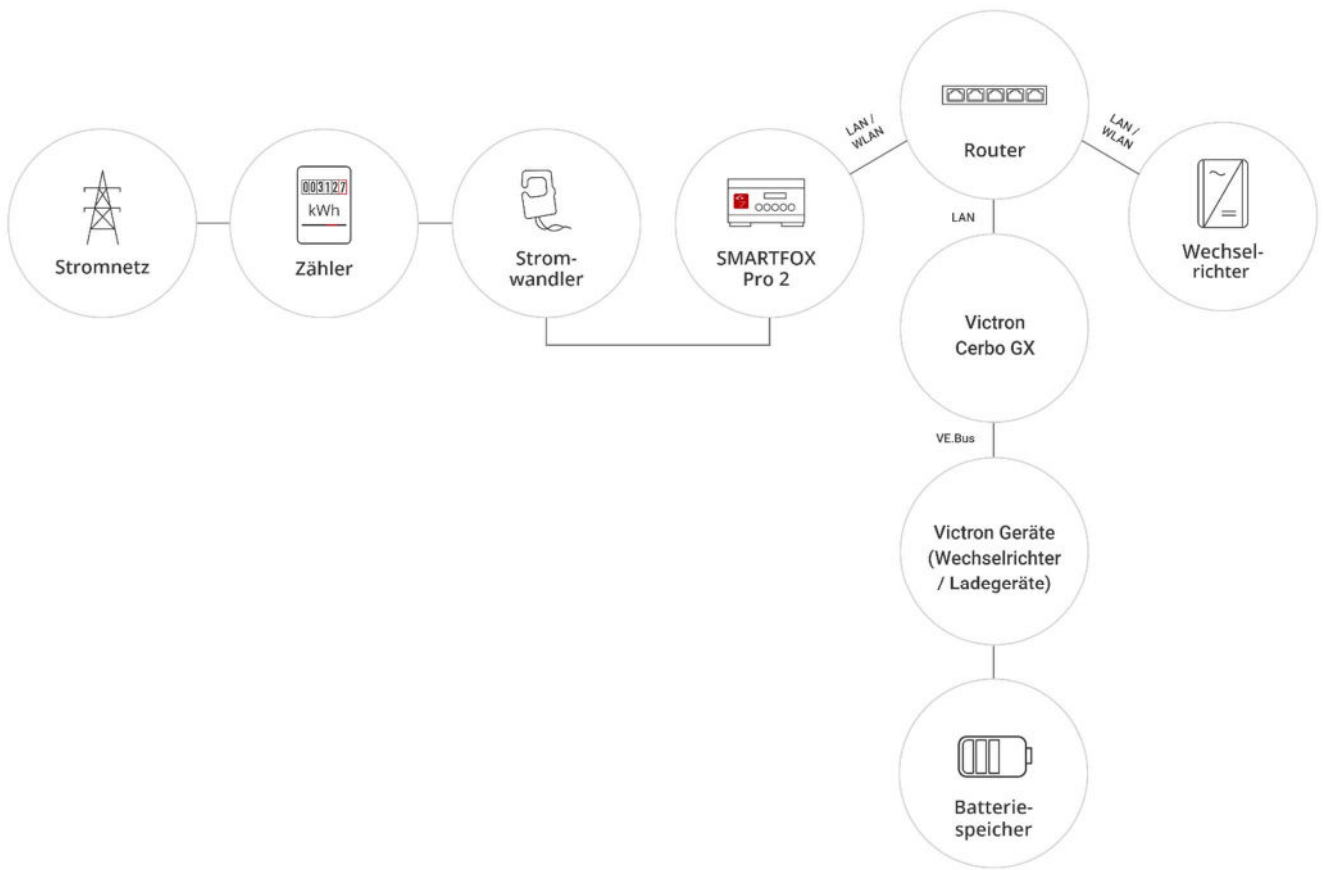 Stromnetz
003127
kWh
Zähler
Strom-
wandler
SMARTFOX
Pro 2
LAN /
WLAN
Router
LAN /
WLAN
Wechsel-
richter
LAN
Victron
Cerbo GX
VE.Bus
Victron Geräte
(Wechselrichter
/ Ladegeräte)
Batterie-
speicher